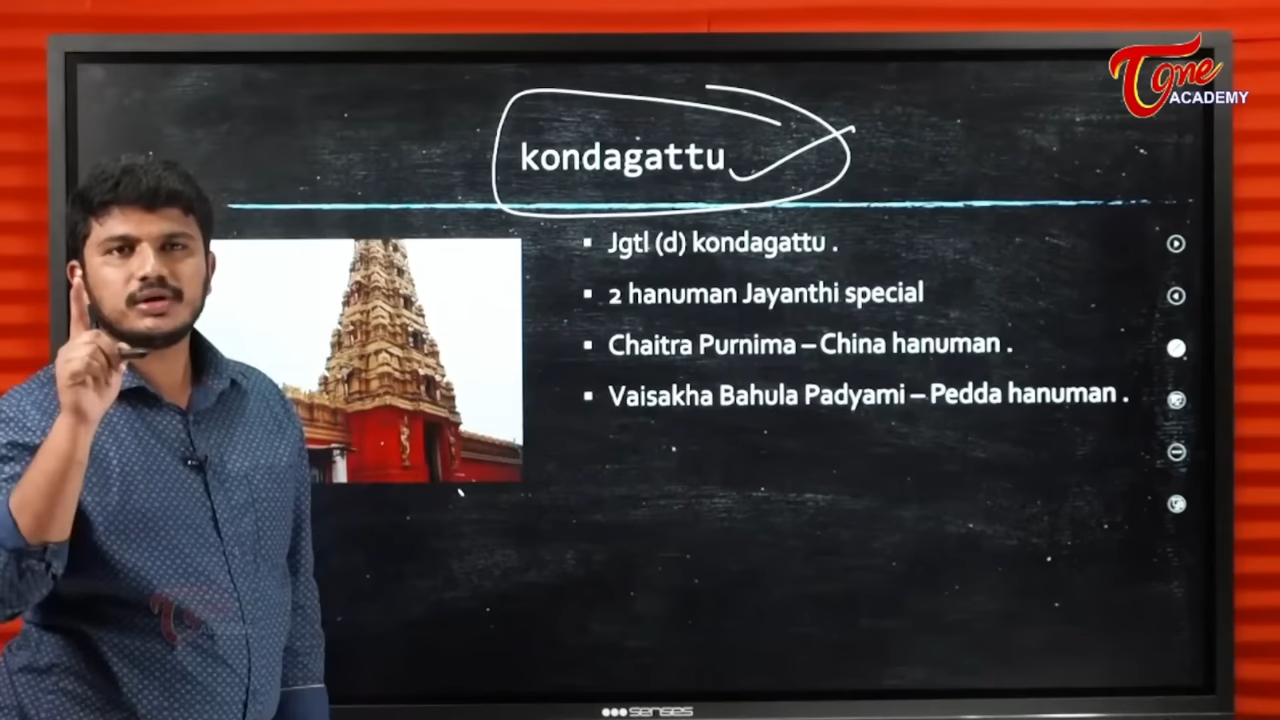 Tone
ACADEMY
kondagattu
▪ Jgtl (d) kondagattu .
▪ 2 hanuman Jayanthi special
▪ Chaitra Purnima – China hanuman .
▪ Vaisakha Bahula Padyami – Pedda hanuman .
senses